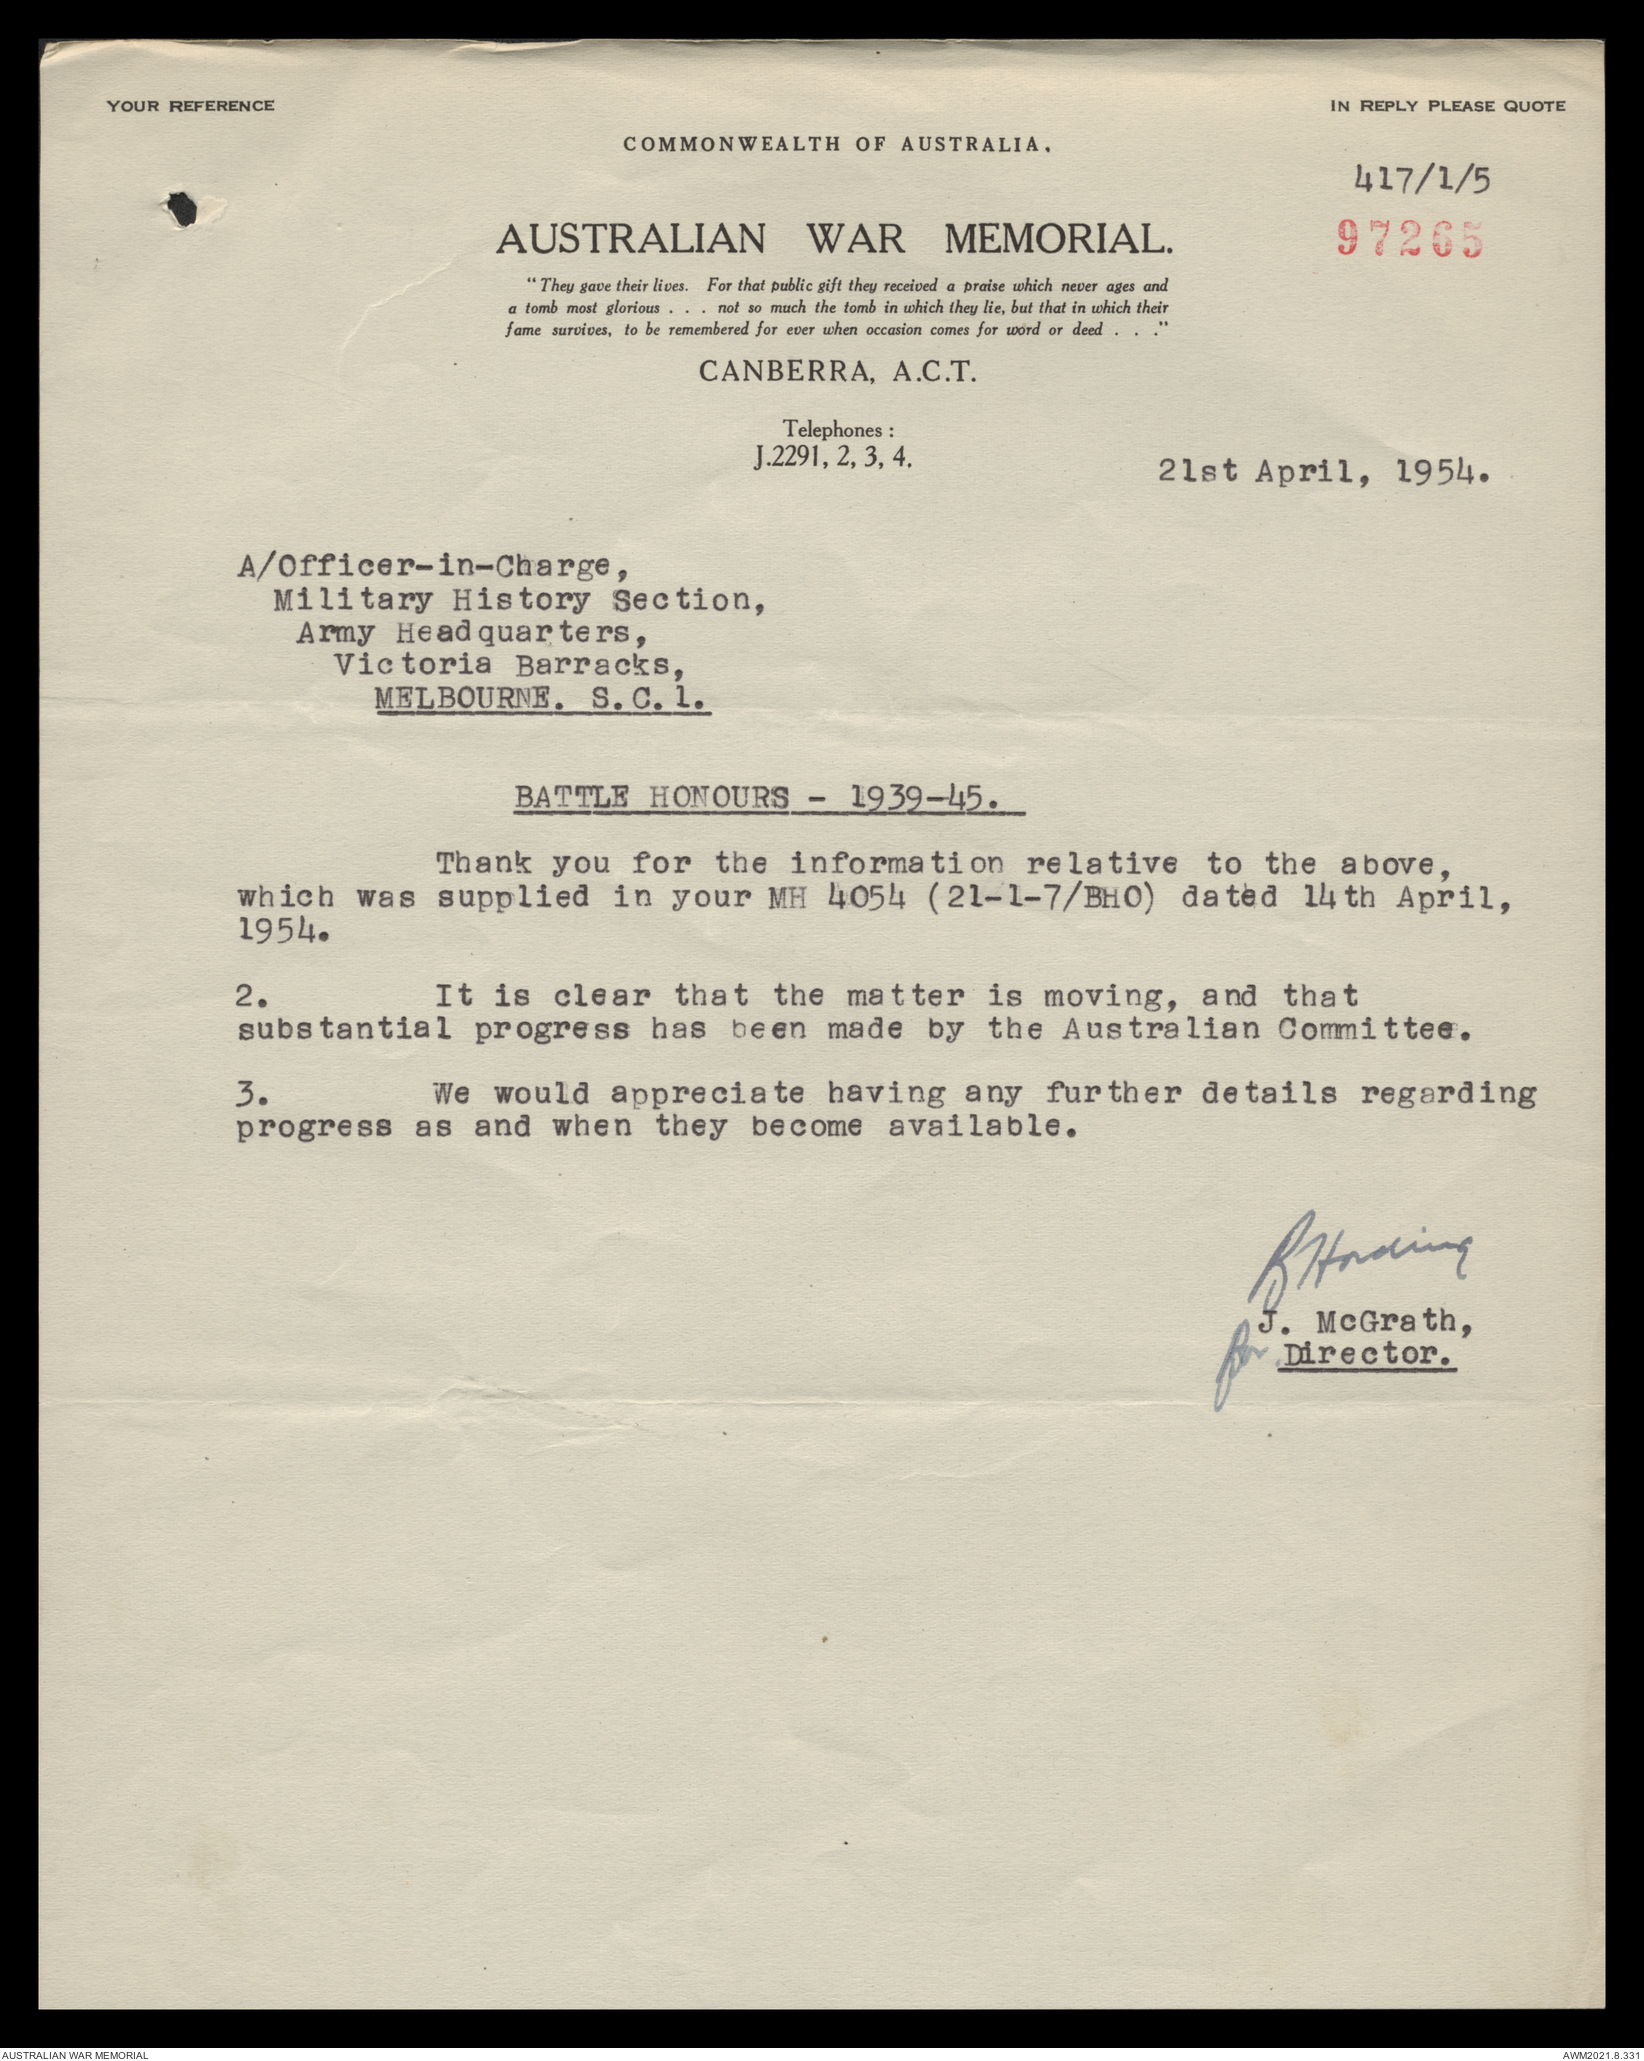 YOUR REFERENCE
IN REPLY PLEASE QUOTE
COMMONWEALTH OF AUSTRALIA.
417/1/5
97265
AUSTRALIAN WAR MEMORIAL.
"They gave their lives. For that public gift they received a praise which never ages and
a tomb most glorious . . . not so much the tomb in which they lie, but that in which their
fame survives, to be remembered for ever when occasion comes for word or deed . . ."
CANBERRA, A.C.T.
Telephones :
J.2291, 2, 3, 4.
21st April, 1954.
A/Officer-in-Charge,
Military History Section,
Army Headquarters,
Victoria Barracks,
MELBOURNE. S.C.1.
BATTLE HONOURS - 1939-45.
Thank you for the information relative to the above,
which was supplied in your MH 4054 (21-1-7/BHO) dated 14th April,
1954.
2. It is clear that the matter is moving, and that
substantial progress has been made by the Australian Committee.
3. We would appreciate having any further details regarding
progress as and when they become available.
J. McGrath,
for Director.
AUSTRALIAN WAR MEMORIAL
AWM2021.8.331